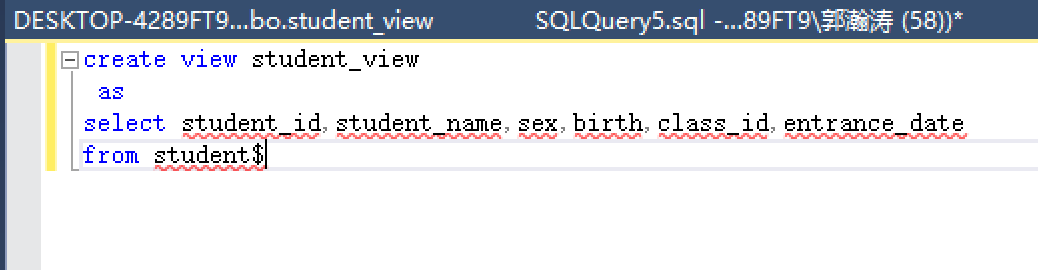 DESKTOP-4289FT9...bo.student_view
SQLQuery5.sql -...89FT9\郭瀚涛 (58))*
create view student_view
as
select student_id,student_name,sex,birth,class_id,entrance_date
from student$